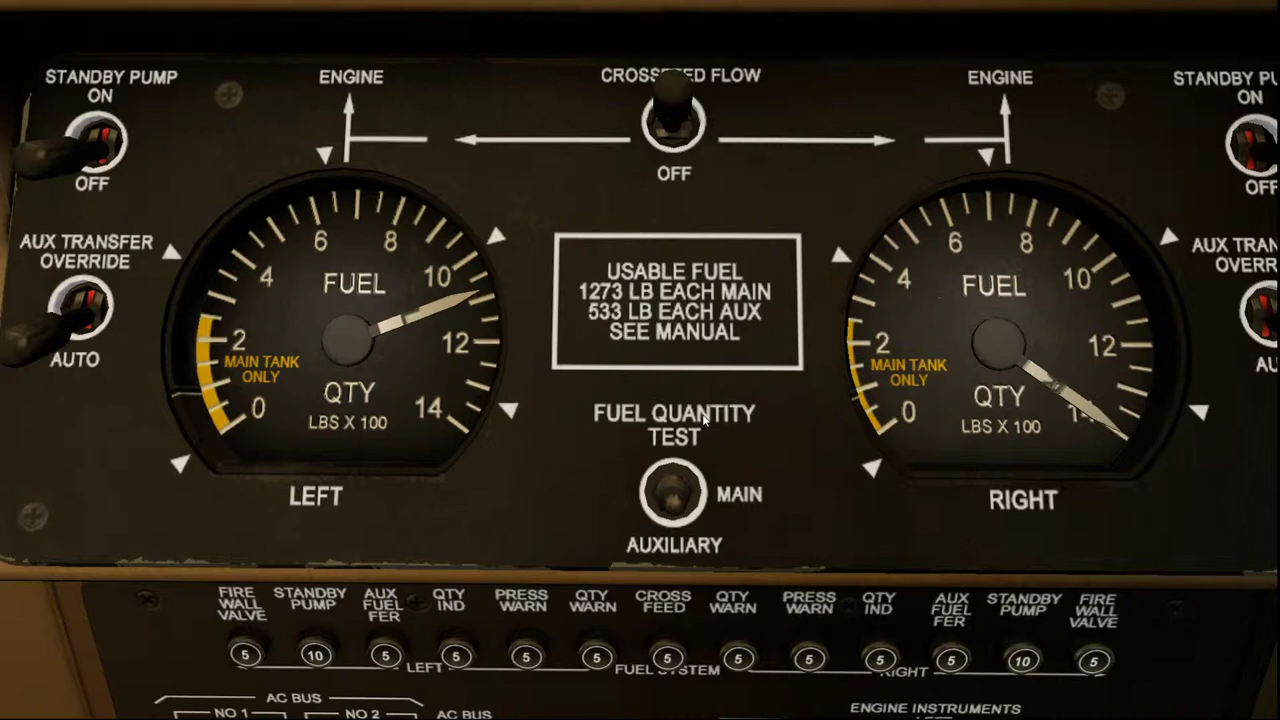 STANDBY PUMP
ON
OFF
ENGINE
CROSSFEED FLOW
OFF
ENGINE
ON
OFF
AUX TRANSFER
OVERRIDE
AUTO
0
2
4
6
8
10
12
14
FUEL
MAIN TANK
ONLY
QTY
LBS X 100
LEFT
USABLE FUEL
1273 LB EACH MAIN
533 LB EACH AUX
SEE MANUAL
FUEL QUANTITY
TEST
MAIN
AUXILIARY
0
2
4
6
8
10
12
FUEL
MAIN TANK
ONLY
QTY
LBS X 100
RIGHT
FIRE WALL VALVE
STANDBY PUMP
AUX FUEL FER
QTY IND
PRESS WARN
QTY WARN
CROSS FEED
QTY WARN
PRESS WARN
QTY IND
AUX FUEL FER
STANDBY PUMP
FIRE WALL VALVE
5 10 5 5 5 5 5 5 5 5 5 10 5
LEFT FUEL SYSTEM RIGHT
AC BUS
NO 1 NO 2 AC BUS
ENGINE INSTRUMENTS